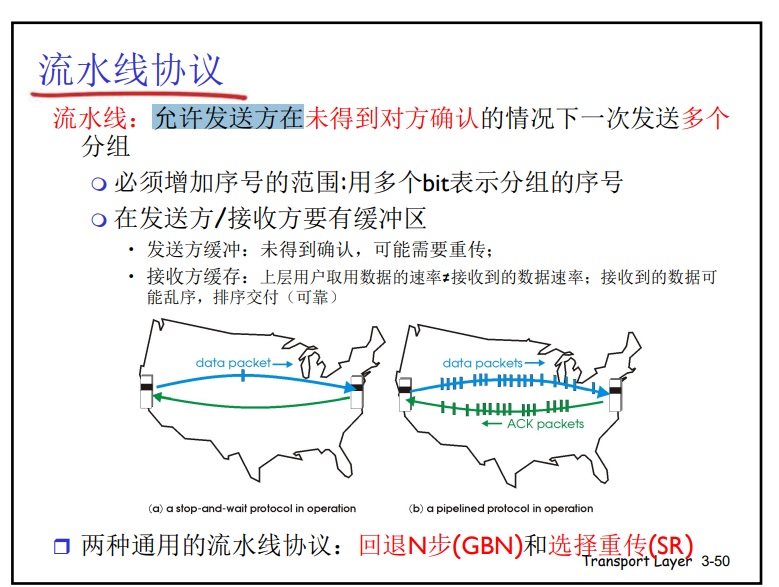 流水线协议
流水线：允许发送方在未得到对方确认的情况下一次发送多个
分组
必须增加序号的范围:用多个bit表示分组的序号
在发送方/接收方要有缓冲区
• 发送方缓冲：未得到确认，可能需要重传；
• 接收方缓存：上层用户取用数据的速率≠接收到的数据速率；接收到的数据可
能乱序，排序交付（可靠）
data packet
data packets
ACK packets
(a) a stop-and-wait protocol in operation
(b) a pipelined protocol in operation
两种通用的流水线协议：回退N步(GBN)和选择重传(SR)
Transport Layer 3-50